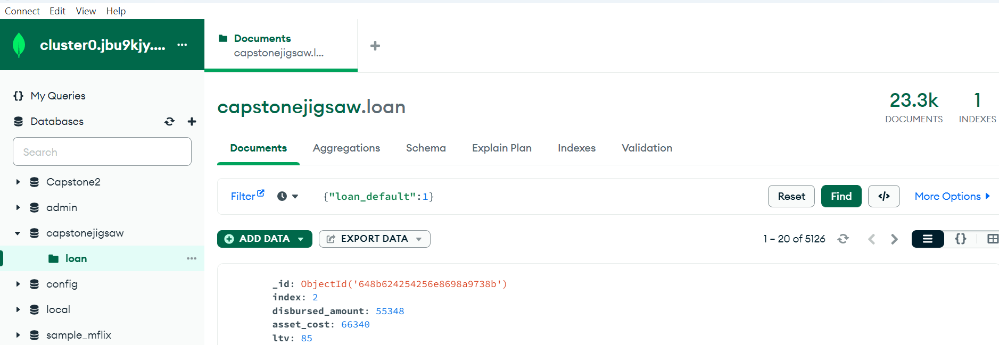 Connect Edit View Help
cluster0.jbu9kjy.... ...
Documents
capstonejigsaw.l...
My Queries
Databases
Search
Capstone2
admin
capstonejigsaw
loan ...
config
local
sample_mflix
capstonejigsaw.loan
23.3k
DOCUMENTS
1
INDEXES
Documents Aggregations Schema Explain Plan Indexes Validation
Filter {"loan_default":1} Reset Find </> More Options
ADD DATA EXPORT DATA 1 – 20 of 5126 {}
_id: ObjectId('648b624254256e8698a9738b')
index: 2
disbursed_amount: 55348
asset_cost: 66340
ltv: 85